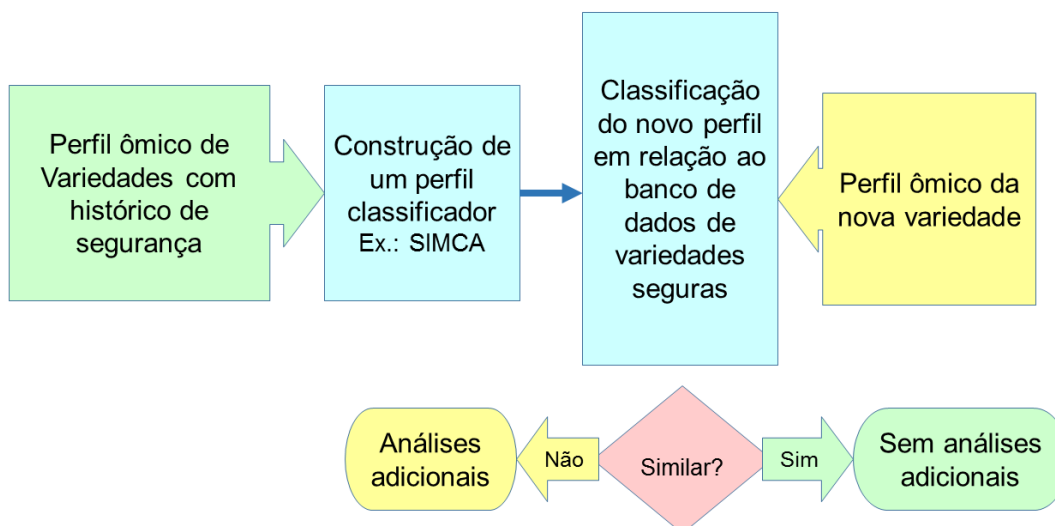 Perfil ômico de
Variedades com
histórico de
segurança
Construção de
um perfil
classificador
Ex.: SIMCA
Classificação
do novo perfil
em relação ao
banco de
dados de
variedades
seguras
Perfil ômico da
nova variedade
Análises
adicionais
Não
Similar?
Sim
Sem análises
adicionais